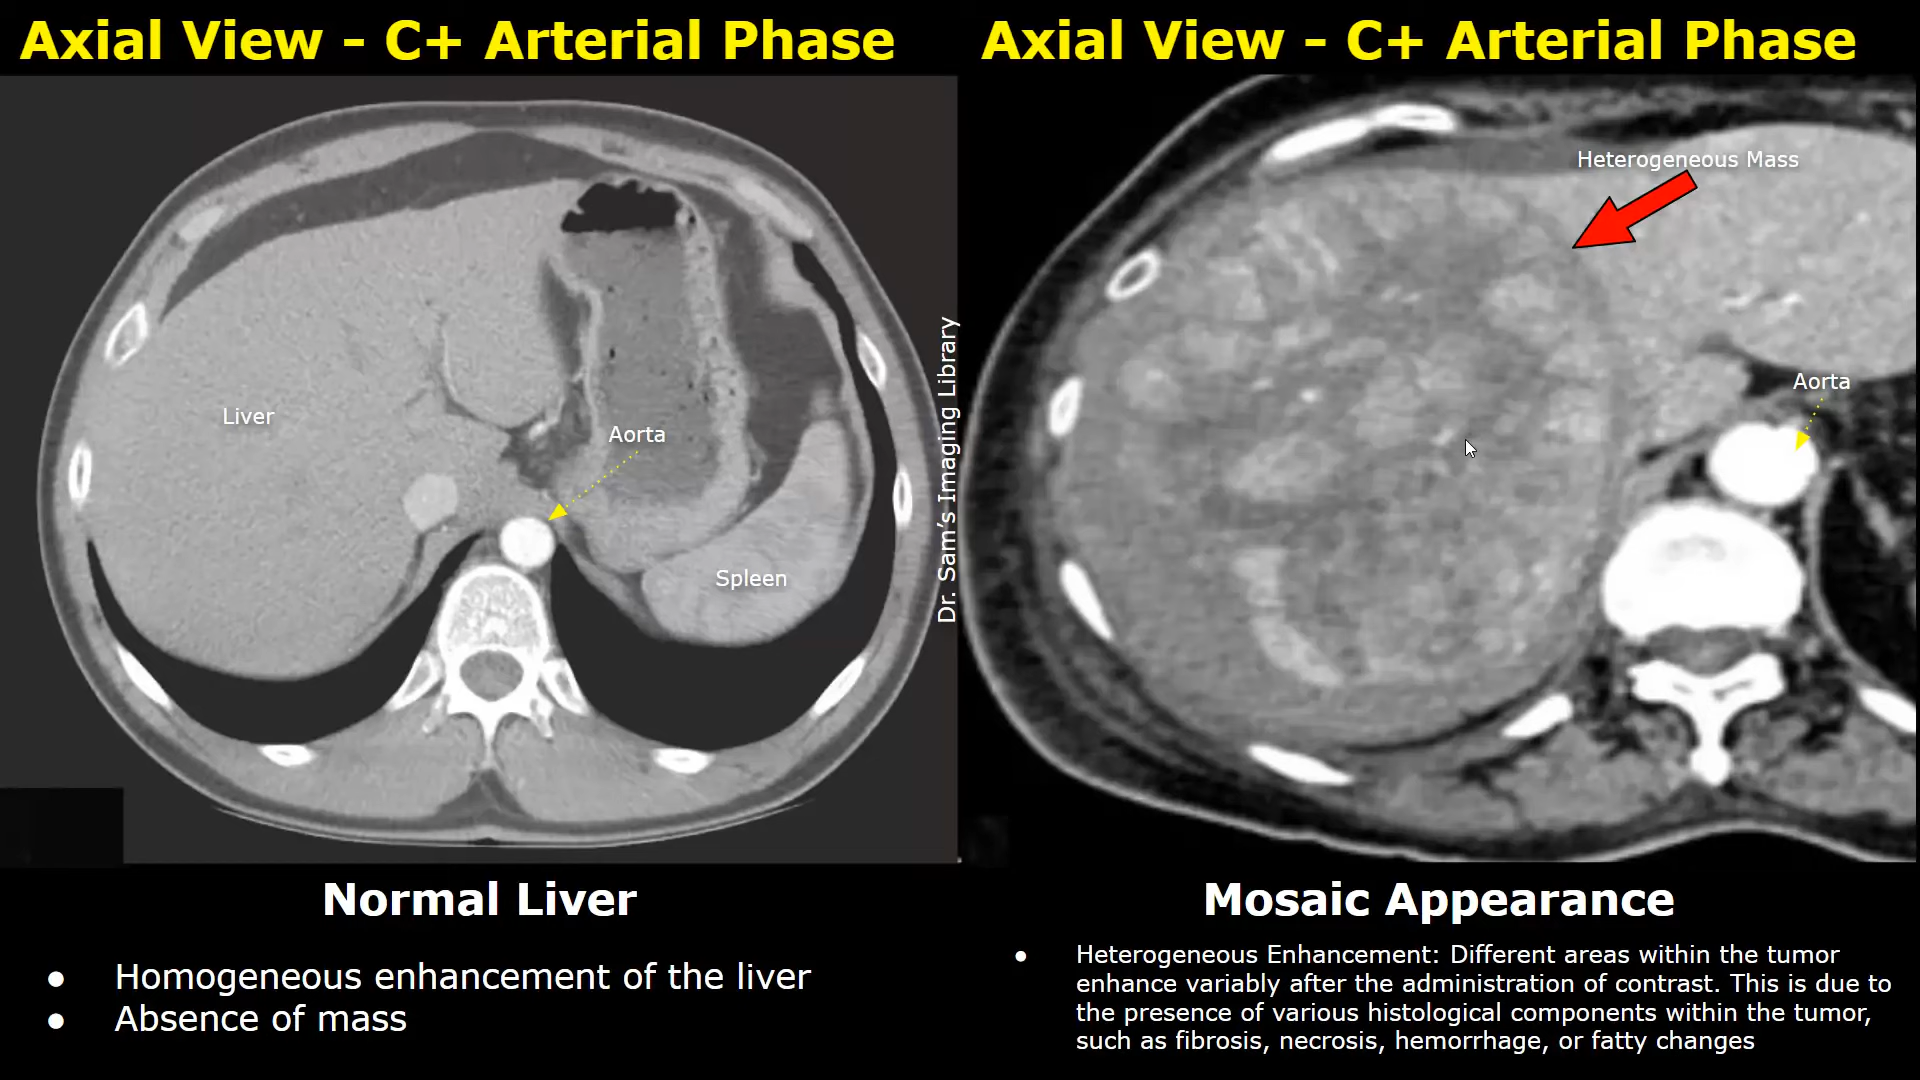 Axial View - C+ Arterial Phase
Liver
Aorta
Spleen
Normal Liver
● Homogeneous enhancement of the liver
● Absence of mass
Dr. Sam's Imaging Library
Axial View - C+ Arterial Phase
Heterogeneous Mass
Aorta
Mosaic Appearance
● Heterogeneous Enhancement: Different areas within the tumor
enhance variably after the administration of contrast. This is due to
the presence of various histological components within the tumor,
such as fibrosis, necrosis, hemorrhage, or fatty changes